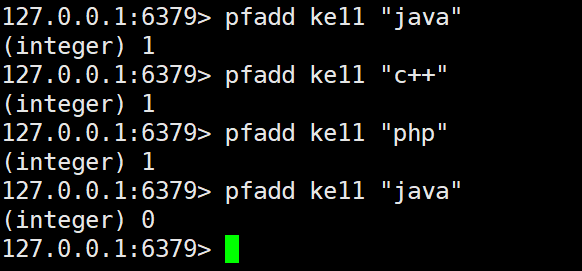 127.0.0.1:6379> pfadd ke11 "java"
(integer) 1
127.0.0.1:6379> pfadd ke11 "c++"
(integer) 1
127.0.0.1:6379> pfadd ke11 "php"
(integer) 1
127.0.0.1:6379> pfadd ke11 "java"
(integer) 0
127.0.0.1:6379>